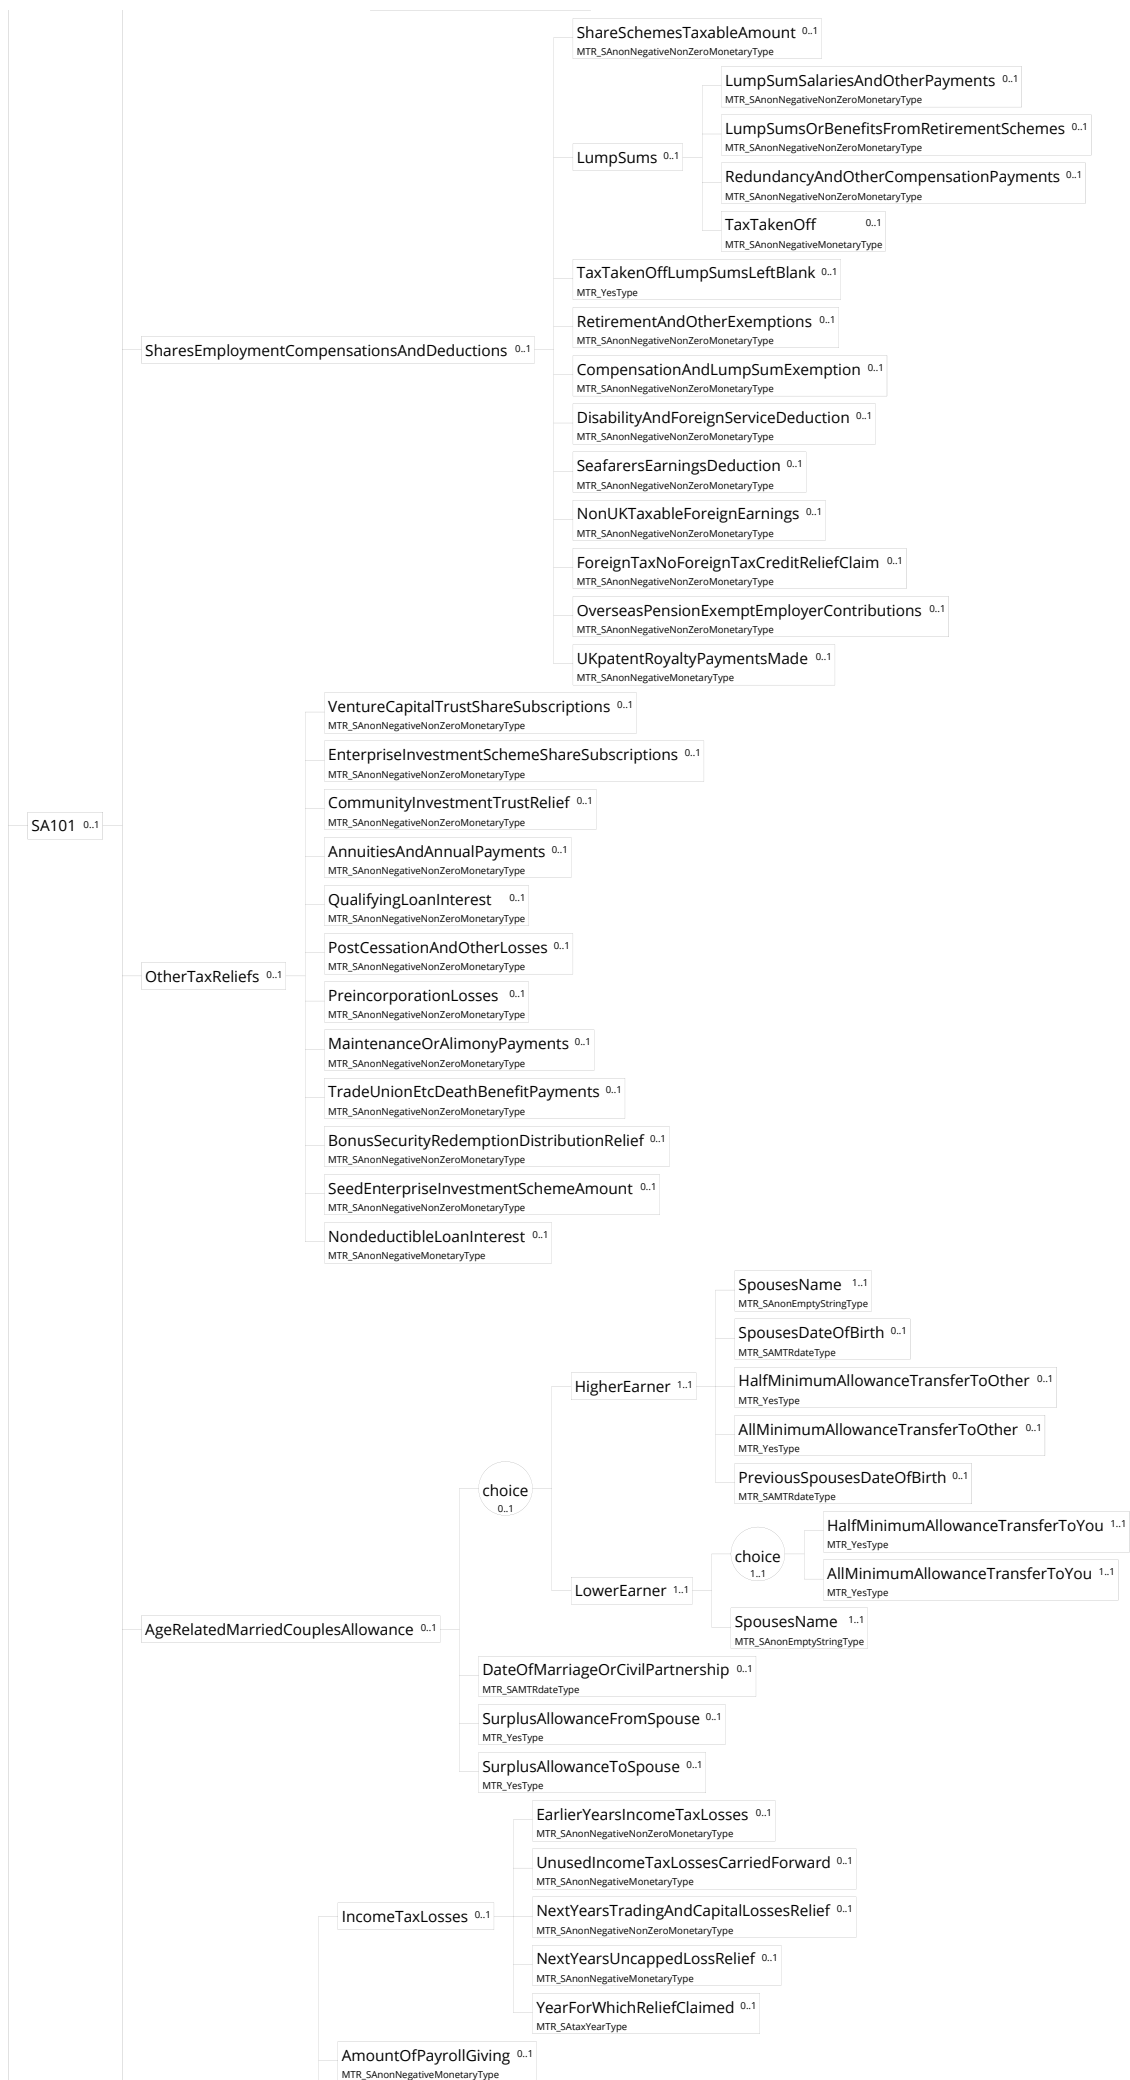 ShareSchemesTaxableAmount 0..1
MTR_SAnonNegativeNonZeroMonetaryType
LumpSumSalariesAndOtherPayments 0..1
MTR_SAnonNegativeNonZeroMonetaryType
LumpSumsOrBenefitsFromRetirementSchemes 0..1
MTR_SAnonNegativeNonZeroMonetaryType
LumpSums 0..1
RedundancyAndOtherCompensationPayments 0..1
MTR_SAnonNegativeNonZeroMonetaryType
TaxTakenOff 0..1
MTR_SAnonNegativeMonetaryType
TaxTakenOffLumpSumsLeftBlank 0..1
MTR_YesType
RetirementAndOtherExemptions 0..1
MTR_SAnonNegativeNonZeroMonetaryType
SharesEmploymentCompensationsAndDeductions 0..1
CompensationAndLumpSumExemption 0..1
MTR_SAnonNegativeNonZeroMonetaryType
DisabilityAndForeignServiceDeduction 0..1
MTR_SAnonNegativeNonZeroMonetaryType
SeafarersEarningsDeduction 0..1
MTR_SAnonNegativeNonZeroMonetaryType
NonUKTaxableForeignEarnings 0..1
MTR_SAnonNegativeNonZeroMonetaryType
ForeignTaxNoForeignTaxCreditReliefClaim 0..1
MTR_SAnonNegativeNonZeroMonetaryType
OverseasPensionExemptEmployerContributions 0..1
MTR_SAnonNegativeNonZeroMonetaryType
UKpatentRoyaltyPaymentsMade 0..1
MTR_SAnonNegativeMonetaryType
VentureCapitalTrustShareSubscriptions 0..1
MTR_SAnonNegativeNonZeroMonetaryType
EnterpriseInvestmentSchemeShareSubscriptions 0..1
MTR_SAnonNegativeNonZeroMonetaryType
CommunityInvestmentTrustRelief 0..1
MTR_SAnonNegativeNonZeroMonetaryType
SA101 0..1
AnnuitiesAndAnnualPayments 0..1
MTR_SAnonNegativeNonZeroMonetaryType
QualifyingLoanInterest 0..1
MTR_SAnonNegativeNonZeroMonetaryType
PostCessationAndOtherLosses 0..1
MTR_SAnonNegativeNonZeroMonetaryType
OtherTaxReliefs 0..1
PreincorporationLosses 0..1
MTR_SAnonNegativeNonZeroMonetaryType
MaintenanceOrAlimonyPayments 0..1
MTR_SAnonNegativeNonZeroMonetaryType
TradeUnionEtcDeathBenefitPayments 0..1
MTR_SAnonNegativeNonZeroMonetaryType
BonusSecurityRedemptionDistributionRelief 0..1
MTR_SAnonNegativeNonZeroMonetaryType
SeedEnterpriseInvestmentSchemeAmount 0..1
MTR_SAnonNegativeNonZeroMonetaryType
NondeductibleLoanInterest 0..1
MTR_SAnonNegativeMonetaryType
SpousesName 1..1
MTR_SAnonEmptyStringType
SpousesDateOfBirth 0..1
MTR_SAMTRdateType
HigherEarner 1..1
HalfMinimumAllowanceTransferToOther 0..1
MTR_YesType
AllMinimumAllowanceTransferToOther 0..1
MTR_YesType
PreviousSpousesDateOfBirth 0..1
MTR_SAMTRdateType
choice
0..1
HalfMinimumAllowanceTransferToYou 1..1
MTR_YesType
choice
1..1
AllMinimumAllowanceTransferToYou 1..1
MTR_YesType
LowerEarner 1..1
SpousesName 1..1
MTR_SAnonEmptyStringType
AgeRelatedMarriedCouplesAllowance 0..1
DateOfMarriageOrCivilPartnership 0..1
MTR_SAMTRdateType
SurplusAllowanceFromSpouse 0..1
MTR_YesType
SurplusAllowanceToSpouse 0..1
MTR_YesType
EarlierYearsIncomeTaxLosses 0..1
MTR_SAnonNegativeNonZeroMonetaryType
UnusedIncomeTaxLossesCarriedForward 0..1
MTR_SAnonNegativeMonetaryType
IncomeTaxLosses 0..1
NextYearsTradingAndCapitalLossesRelief 0..1
MTR_SAnonNegativeNonZeroMonetaryType
NextYearsUncappedLossRelief 0..1
MTR_SAnonNegativeMonetaryType
YearForWhichReliefClaimed 0..1
MTR_SAtaxYearType
AmountOfPayrollGiving 0..1
MTR_SAnonNegativeMonetaryType